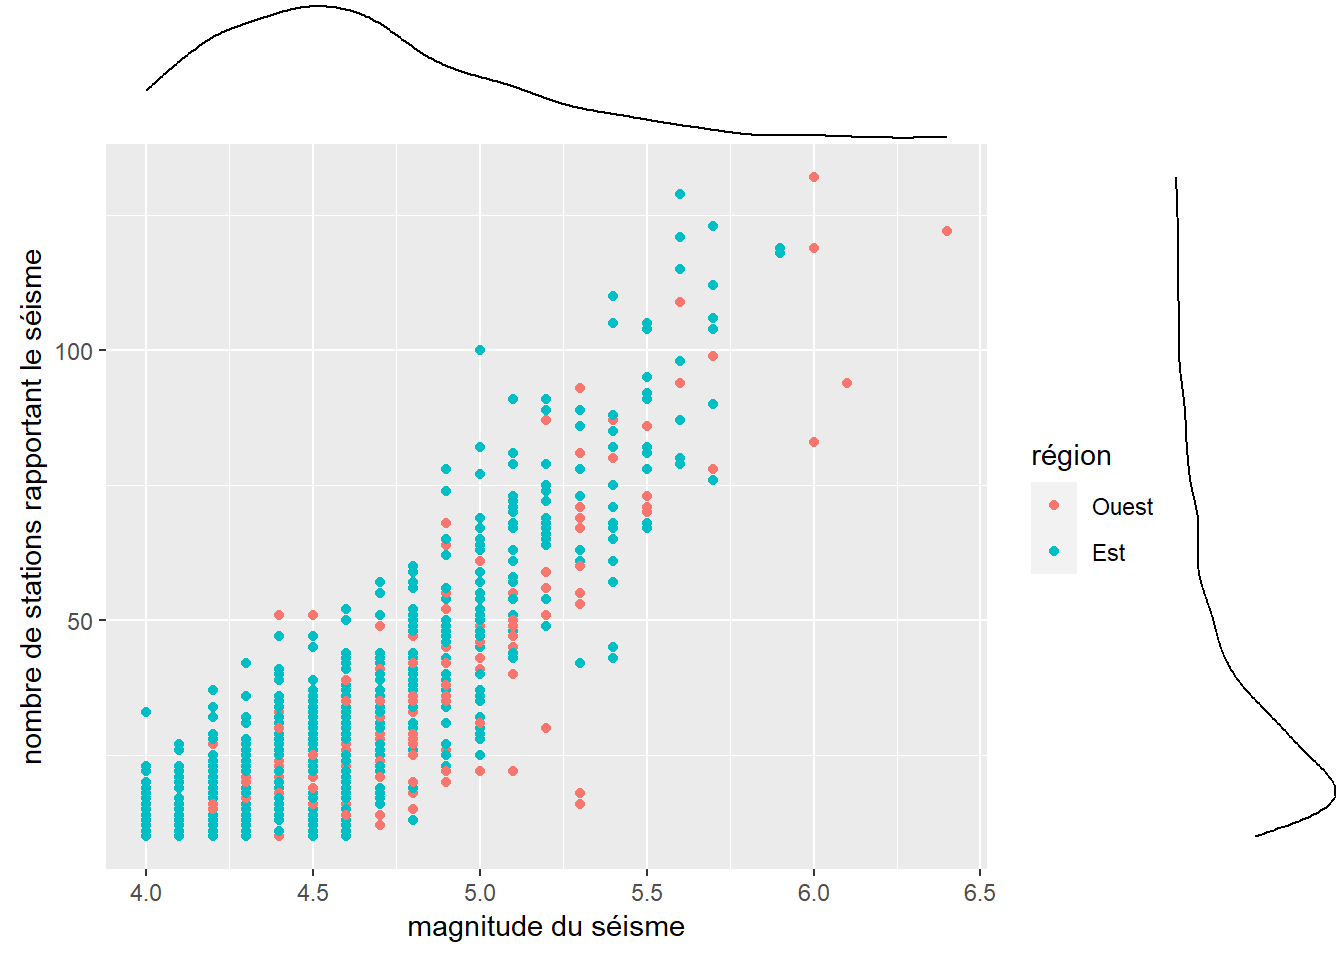 nombre de stations rapportant le séisme
100
50
4.0 4.5 5.0 5.5 6.0 6.5
magnitude du séisme
région
Ouest
Est